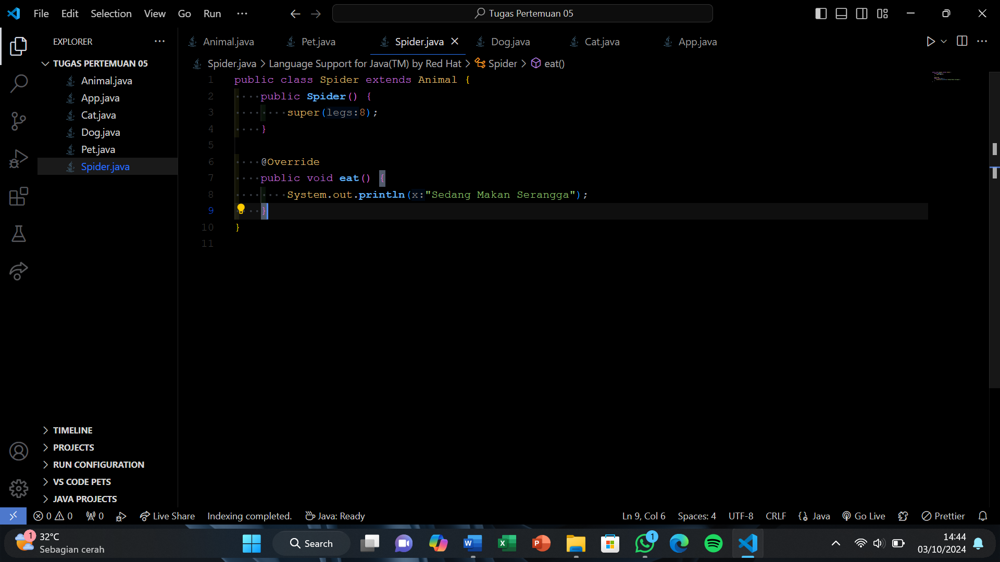 File Edit Selection View Go Run ···
Tugas Pertemuan 05
EXPLORER ···
Animal.java Pet.java Spider.java Dog.java Cat.java App.java
TUGAS PERTEMUAN 05
Spider.java > Language Support for Java(TM) by Red Hat > Spider > eat()
Animal.java
App.java
Cat.java
Dog.java
Pet.java
Spider.java
1 public class Spider extends Animal {
2 ····public Spider() {
3 ········super(legs:8);
4 ····}
5
6 ····@Override
7 ····public void eat() {
8 ········System.out.println(x:"Sedang Makan Serangga");
9 ····}
10 }
11
TIMELINE
PROJECTS
RUN CONFIGURATION
VS CODE PETS
JAVA PROJECTS
0 0 0 Live Share Indexing completed. Java: Ready Ln 9, Col 6 Spaces: 4 UTF-8 CRLF Java Go Live Prettier
1 32°C
Sebagian cerah
Search
1
14:44
03/10/2024